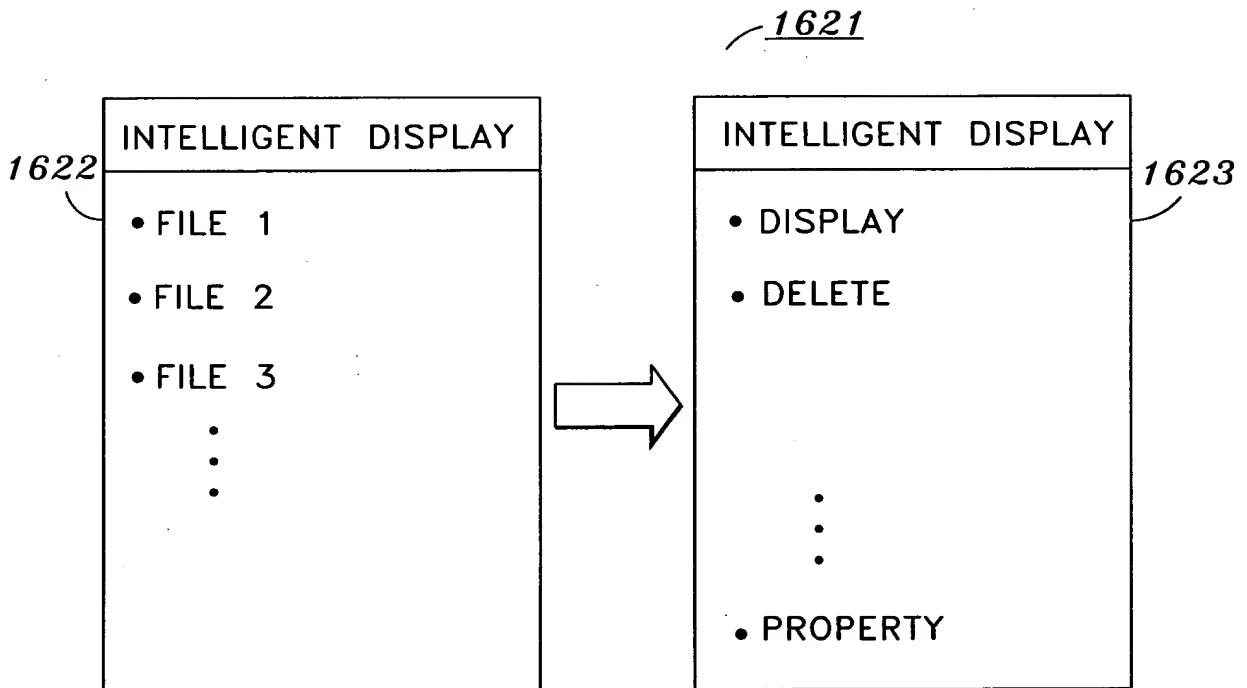 1621
INTELLIGENT DISPLAY
1622
• FILE 1
• FILE 2
• FILE 3
INTELLIGENT DISPLAY
1623
• DISPLAY
• DELETE
• PROPERTY